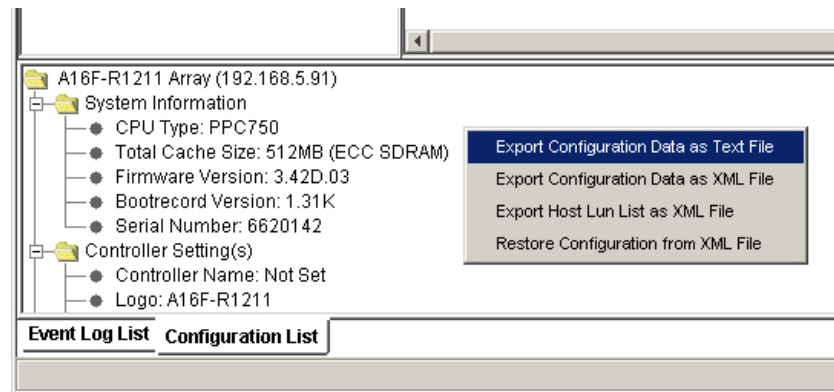 A16F-R1211 Array (192.168.5.91)
System Information
CPU Type: PPC750
Total Cache Size: 512MB (ECC SDRAM)
Firmware Version: 3.42D.03
Bootrecord Version: 1.31K
Serial Number: 6620142
Controller Setting(s)
Controller Name: Not Set
Logo: A16F-R1211
Export Configuration Data as Text File
Export Configuration Data as XML File
Export Host Lun List as XML File
Restore Configuration from XML File
Event Log List Configuration List